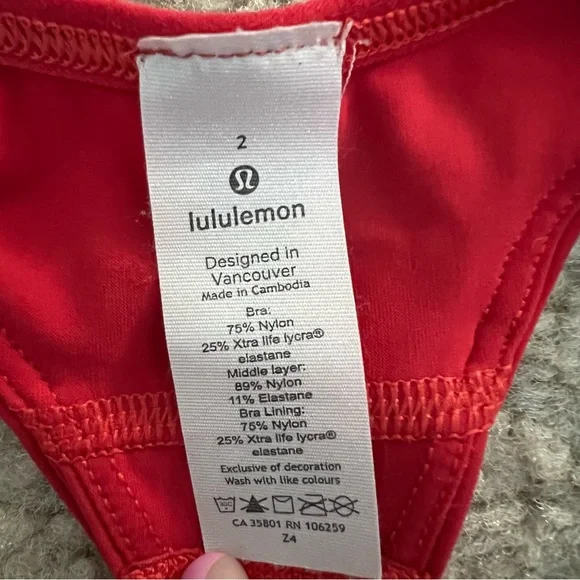 2
lululemon
Designed in
Vancouver
Made in Cambodia
Bra:
75% Nylon
25% Xtra life lycra®
elastane
Middle layer:
89% Nylon
11% Elastane
Bra Lining:
75% Nylon
25% Xtra life lycra®
elastane
Exclusive of decoration
Wash with like colours
CA 35801 RN 106259
Z4